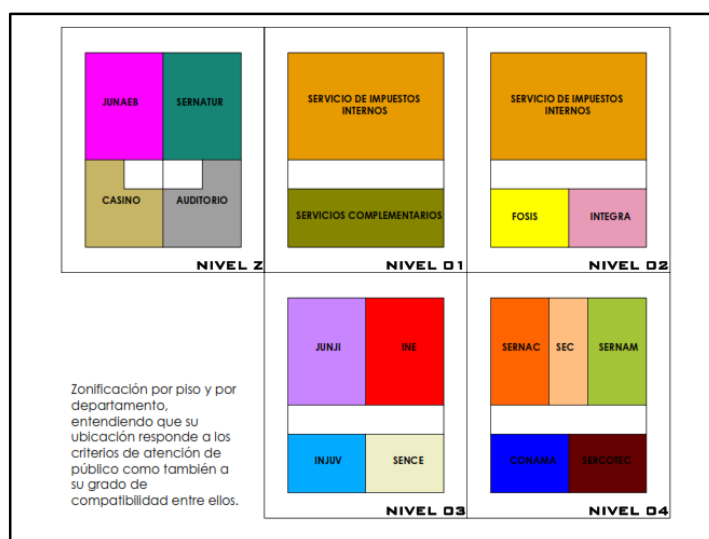 JUNAEB
SERNATUR
CASINO
AUDITORIO
NIVEL Z
SERVICIO DE IMPUESTOS
INTERNOS
SERVICIOS COMPLEMENTARIOS
NIVEL 01
SERVICIO DE IMPUESTOS
INTERNOS
FOSIS
INTEGRA
NIVEL 02
Zonificación por piso y por
departamento,
entendiendo que su
ubicación responde a los
criterios de atención de
público como también a
su grado de
compatibilidad entre ellos.
JUNJI
INE
INJUV
SENCE
NIVEL 03
SERNAC
SEC
SERNAM
CONAMA
SERCOTEC
NIVEL 04